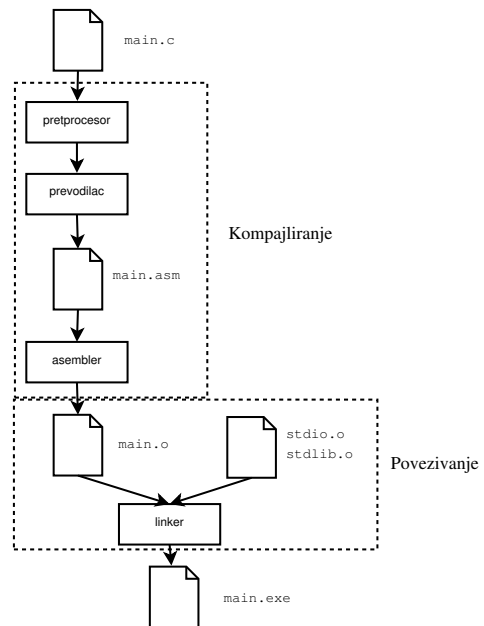 main.c
pretprocesor
prevodilac
Kompajliranje
main.asm
asembler
main.o
stdio.o
stdlib.o
Povezivanje
linker
main.exe